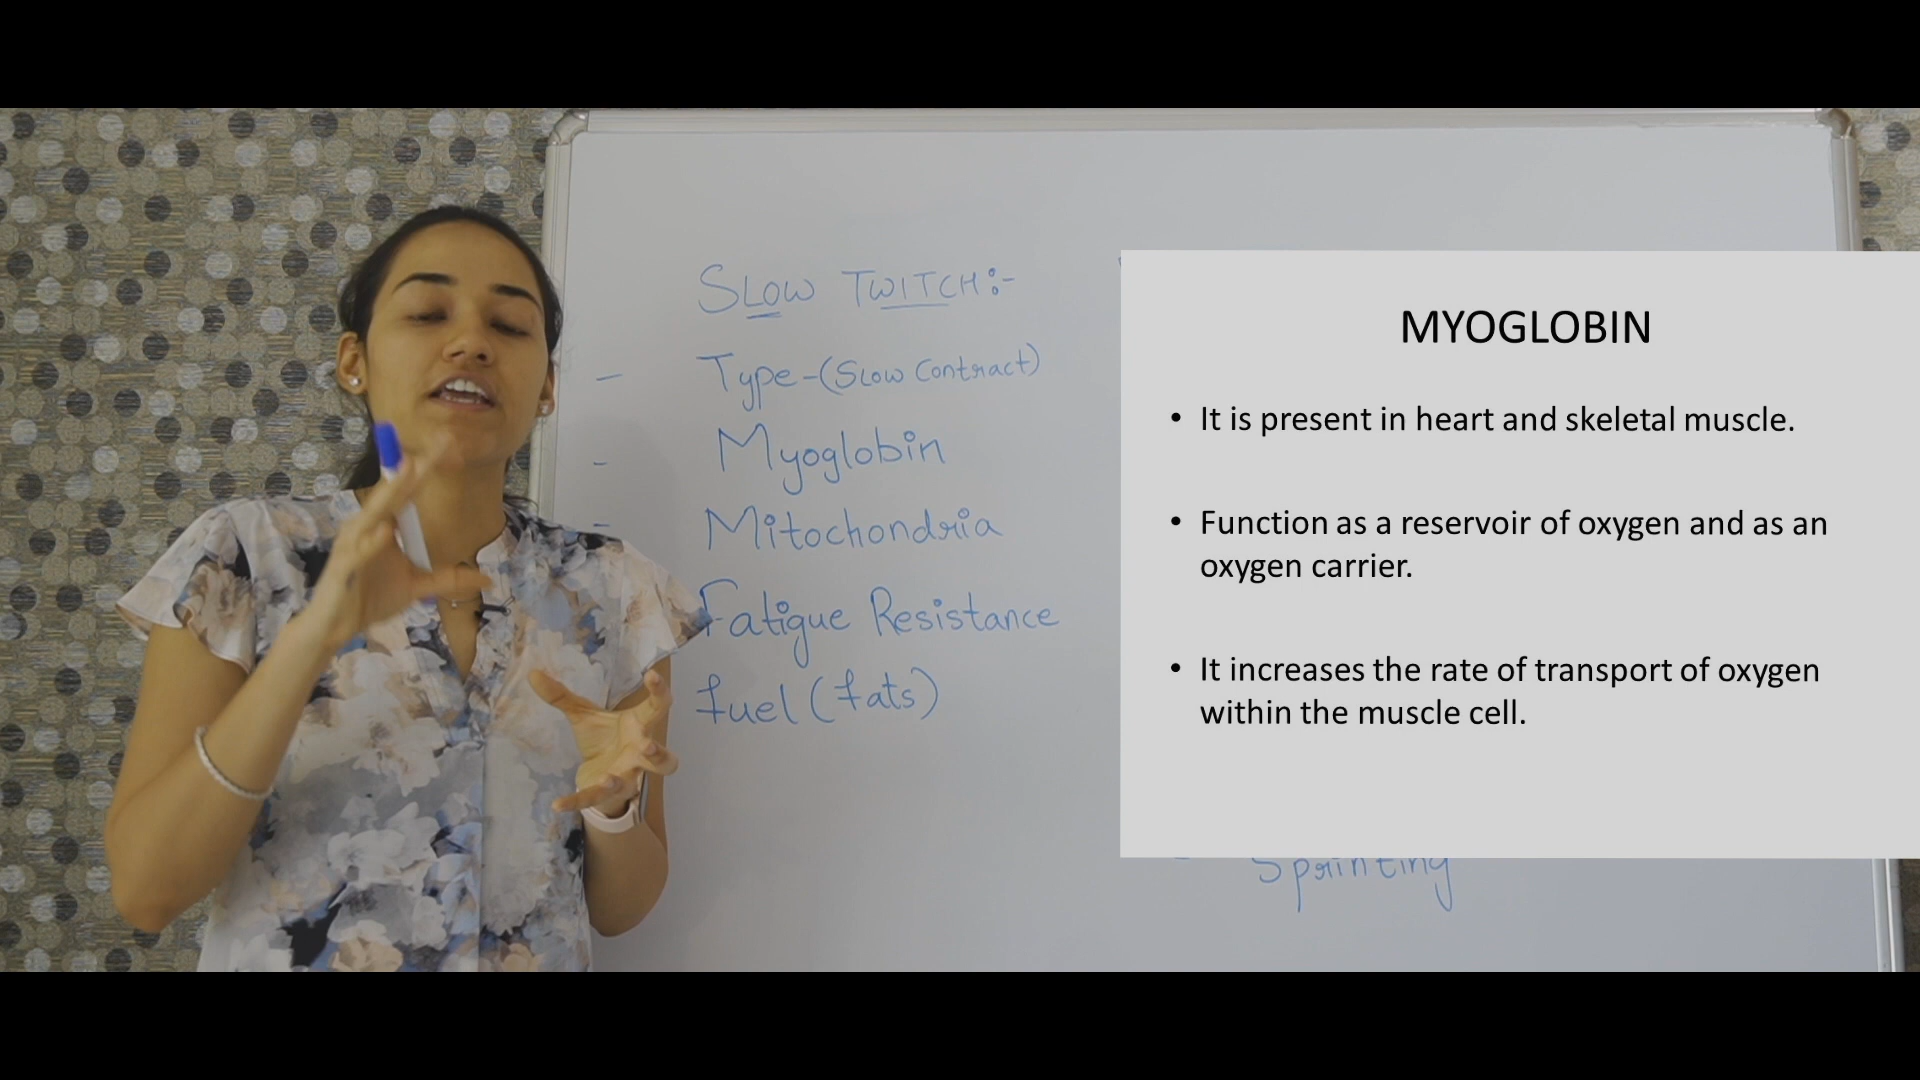 SLOW TWITCH:-
- Type-(Slow Contract)
- Myoglobin
- Mitochondria
Fatigue Resistance
fuel (fats)
MYOGLOBIN
• It is present in heart and skeletal muscle.
• Function as a reservoir of oxygen and as an
oxygen carrier.
• It increases the rate of transport of oxygen
within the muscle cell.
- Sprinting